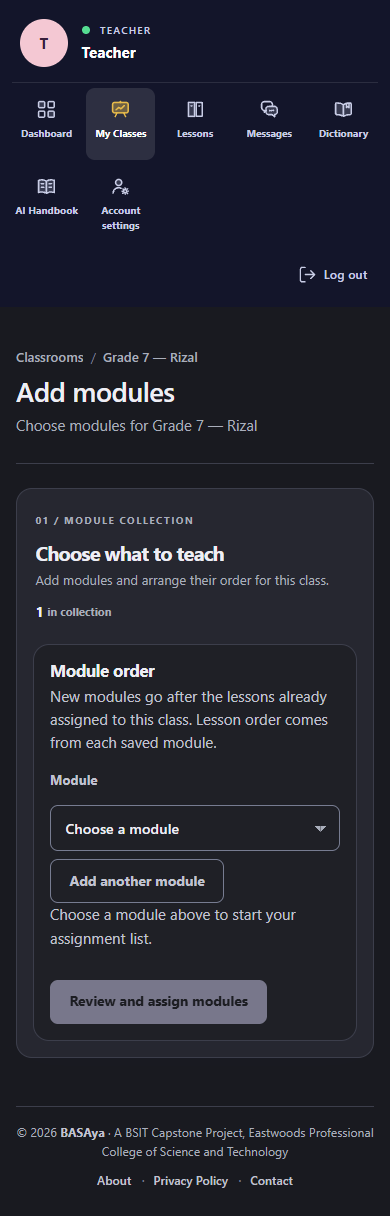 T
TEACHER
Teacher
Dashboard
My Classes
Lessons
Messages
Dictionary
AI Handbook
Account
settings
Log out
Classrooms / Grade 7 — Rizal
Add modules
Choose modules for Grade 7 — Rizal
01 / MODULE COLLECTION
Choose what to teach
Add modules and arrange their order for this class.
1 in collection
Module order
New modules go after the lessons already
assigned to this class. Lesson order comes
from each saved module.
Module
Choose a module
Add another module
Choose a module above to start your
assignment list.
Review and assign modules
© 2026 BASAya · A BSIT Capstone Project, Eastwoods Professional
College of Science and Technology
About · Privacy Policy · Contact